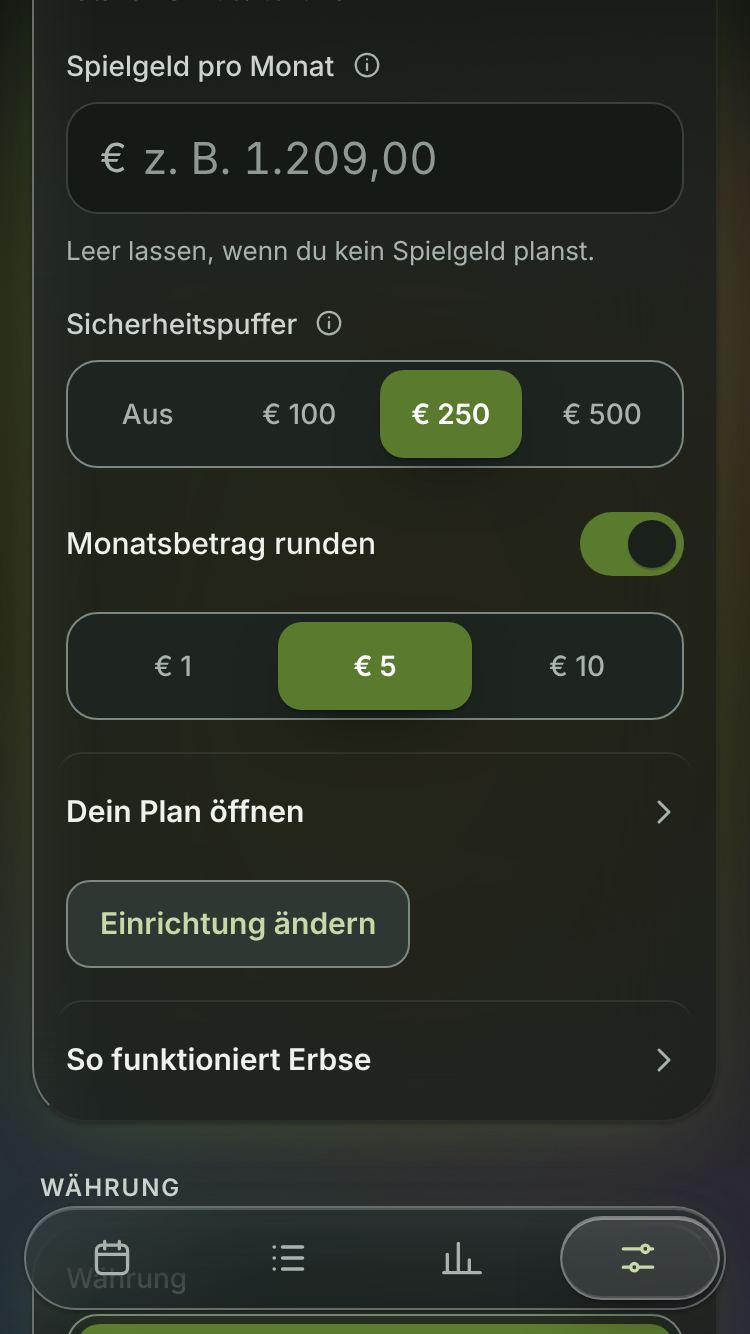 Spielgeld pro Monat
€ z. B. 1.209,00
Leer lassen, wenn du kein Spielgeld planst.
Sicherheitspuffer
Aus € 100 € 250 € 500
Monatsbetrag runden
€ 1 € 5 € 10
Dein Plan öffnen
Einrichtung ändern
So funktioniert Erbse
WÄHRUNG
Währung